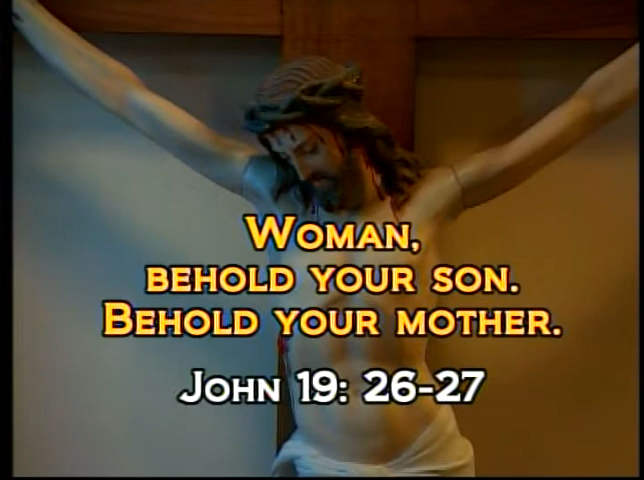 WOMAN,
BEHOLD YOUR SON.
BEHOLD YOUR MOTHER.
JOHN 19: 26-27